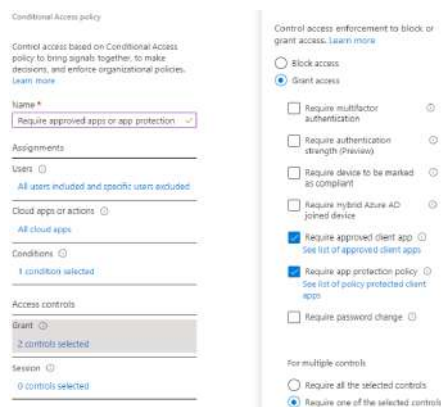 Conditional Access policy
Control access based on Conditional Access
policy to bring signals together, to make
decisions, and enforce organizational policies.
Learn more
Name *
Require approved apps or app protection
Assignments
Users
All users included and specific users excluded
Cloud apps or actions
All cloud apps
Conditions
1 condition selected
Access controls
Grant
2 controls selected
Session
0 controls selected
Control access enforcement to block or
grant access. Learn more
Block access
Grant access
Require multifactor
authentication
Require authentication
strength (Preview)
Require device to be marked
as compliant
Require Hybrid Azure AD
joined device
Require approved client app
See list of approved client apps
Require app protection policy
See list of policy protected client
apps
Require password change
For multiple controls
Require all the selected controls
Require one of the selected controls